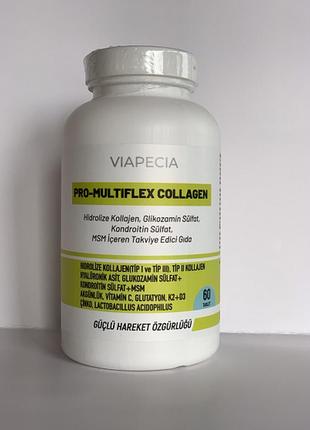 VIAPECIA
PRO-MULTIFLEX COLLAGEN
Hidrolize Kollajen, Glikozamin Sülfat,
Kondroitin Sülfat,
MSM İçeren Takviye Edici Gıda
HİDROLİZE KOLLAJEN(TİP I ve TİP III), TİP II KOLLAJEN
HYALÜRONİK ASİT, GLUKOZAMİN SÜLFAT+
KONDROİTİN SÜLFAT+MSM
AKGÜNLÜK, VİTAMİN C, GLUTATYON, K2+D3
ÇİNKO, LACTOBACILLUS ACIDOPHILUS
60
TABLET
GÜÇLÜ HAREKET ÖZGÜRLÜĞÜ